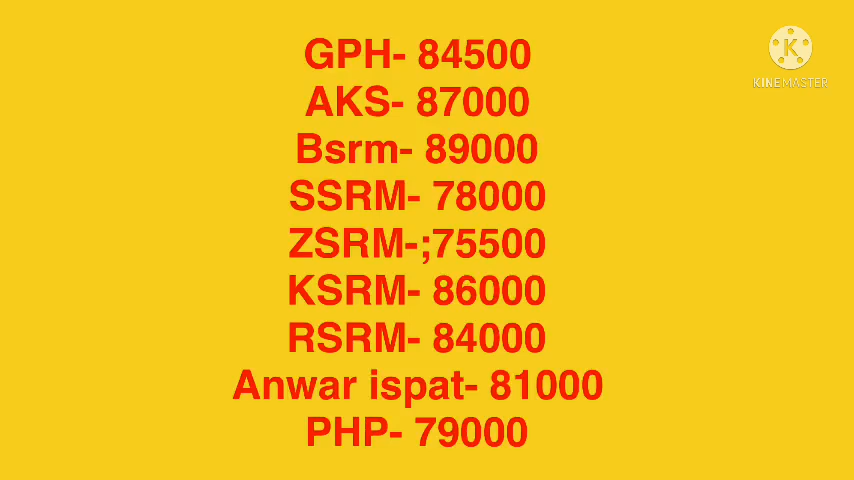 GPH- 84500
AKS- 87000
Bsrm- 89000
SSRM- 78000
ZSRM-;75500
KSRM- 86000
RSRM- 84000
Anwar ispat- 81000
PHP- 79000
K
KINEMASTER